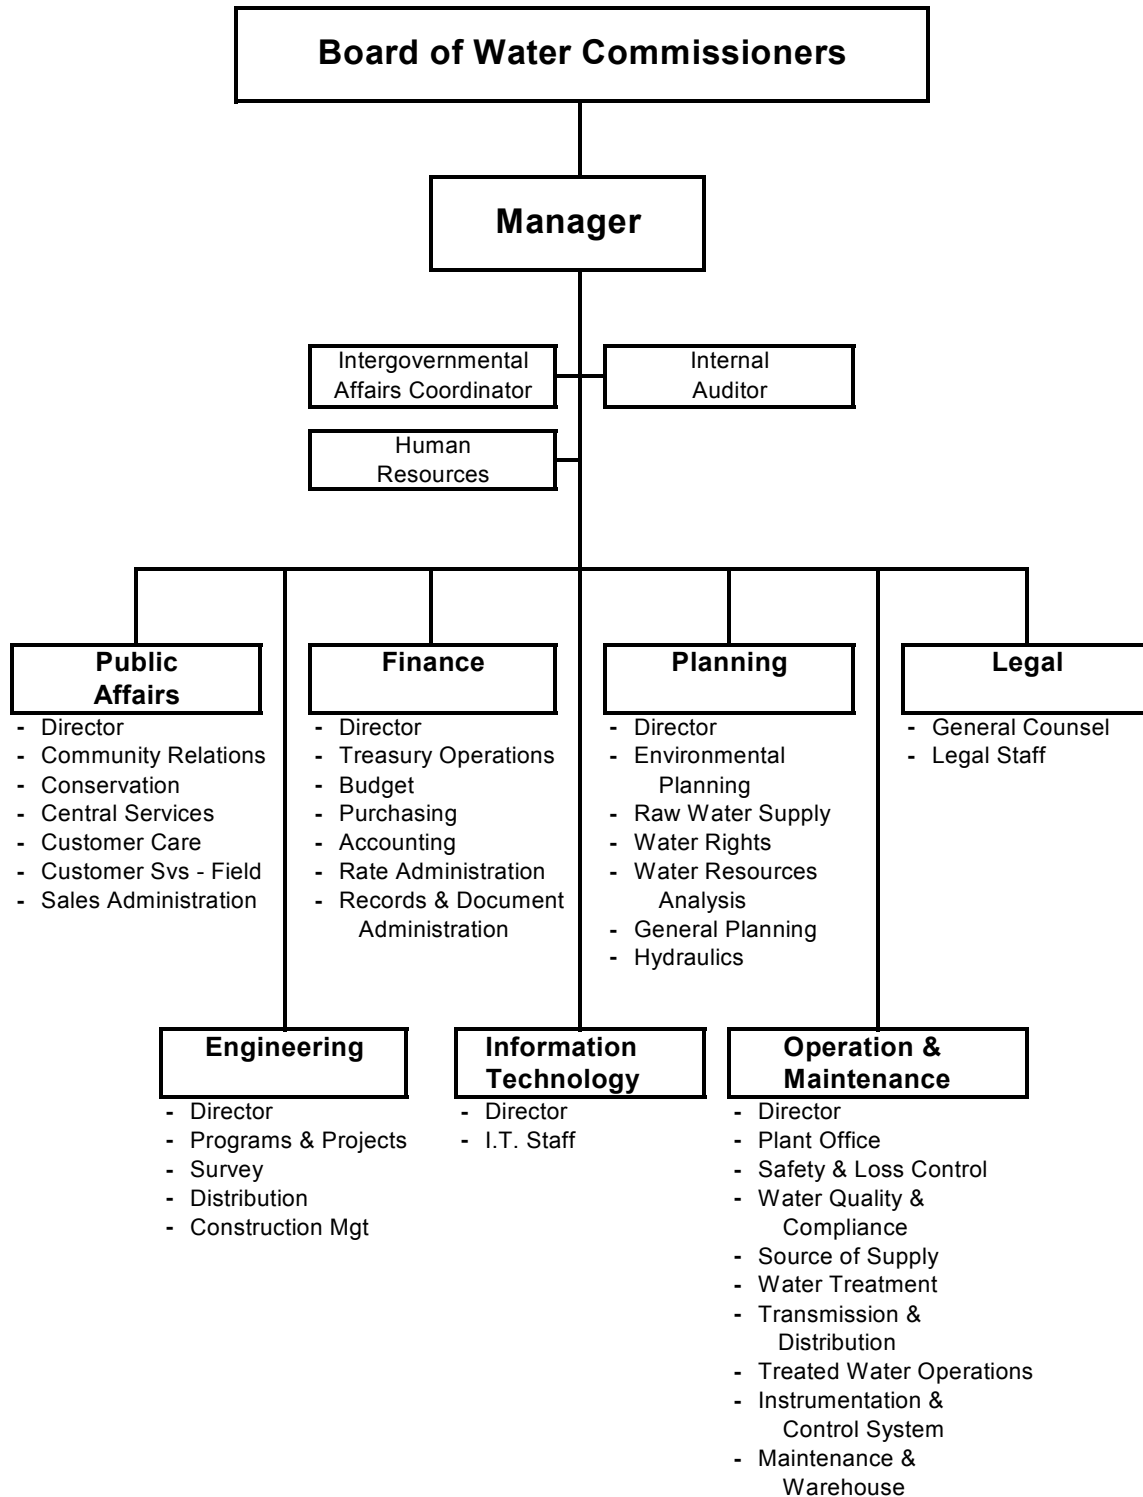 Board of Water Commissioners
Manager
Intergovernmental
Affairs Coordinator
Internal
Auditor
Human
Resources
Public
Affairs
- Director
- Community Relations
- Conservation
- Central Services
- Customer Care
- Customer Svs - Field
- Sales Administration
Finance
- Director
- Treasury Operations
- Budget
- Purchasing
- Accounting
- Rate Administration
- Records & Document
Administration
Planning
- Director
- Environmental
Planning
- Raw Water Supply
- Water Rights
- Water Resources
Analysis
- General Planning
- Hydraulics
Legal
- General Counsel
- Legal Staff
Engineering
- Director
- Programs & Projects
- Survey
- Distribution
- Construction Mgt
Information
Technology
- Director
- I.T. Staff
Operation &
Maintenance
- Director
- Plant Office
- Safety & Loss Control
- Water Quality &
Compliance
- Source of Supply
- Water Treatment
- Transmission &
Distribution
- Treated Water Operations
- Instrumentation &
Control System
- Maintenance &
Warehouse